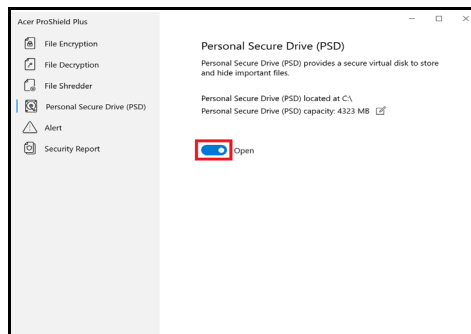 Acer ProShield Plus
File Encryption
File Decryption
File Shredder
Personal Secure Drive (PSD)
Alert
Security Report
Personal Secure Drive (PSD)
Personal Secure Drive (PSD) provides a secure virtual disk to store
and hide important files.
Personal Secure Drive (PSD) located at C:\
Personal Secure Drive (PSD) capacity: 4323 MB
Open